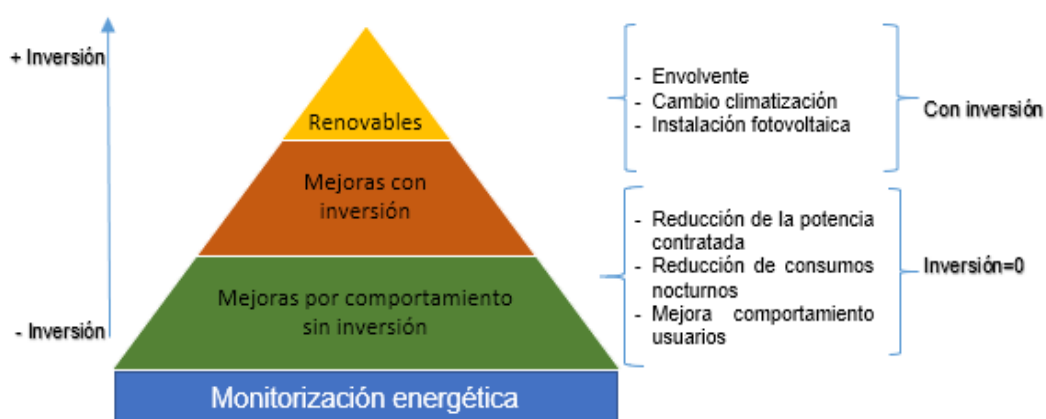 + Inversión
- Inversión
Renovables
Mejoras con
inversión
Mejoras por comportamiento
sin inversión
Monitorización energética
- Envolvente
- Cambio climatización
- Instalación fotovoltaica
Con inversión
- Reducción de la potencia
contratada
- Reducción de consumos
nocturnos
- Mejora comportamiento
usuarios
Inversión=0